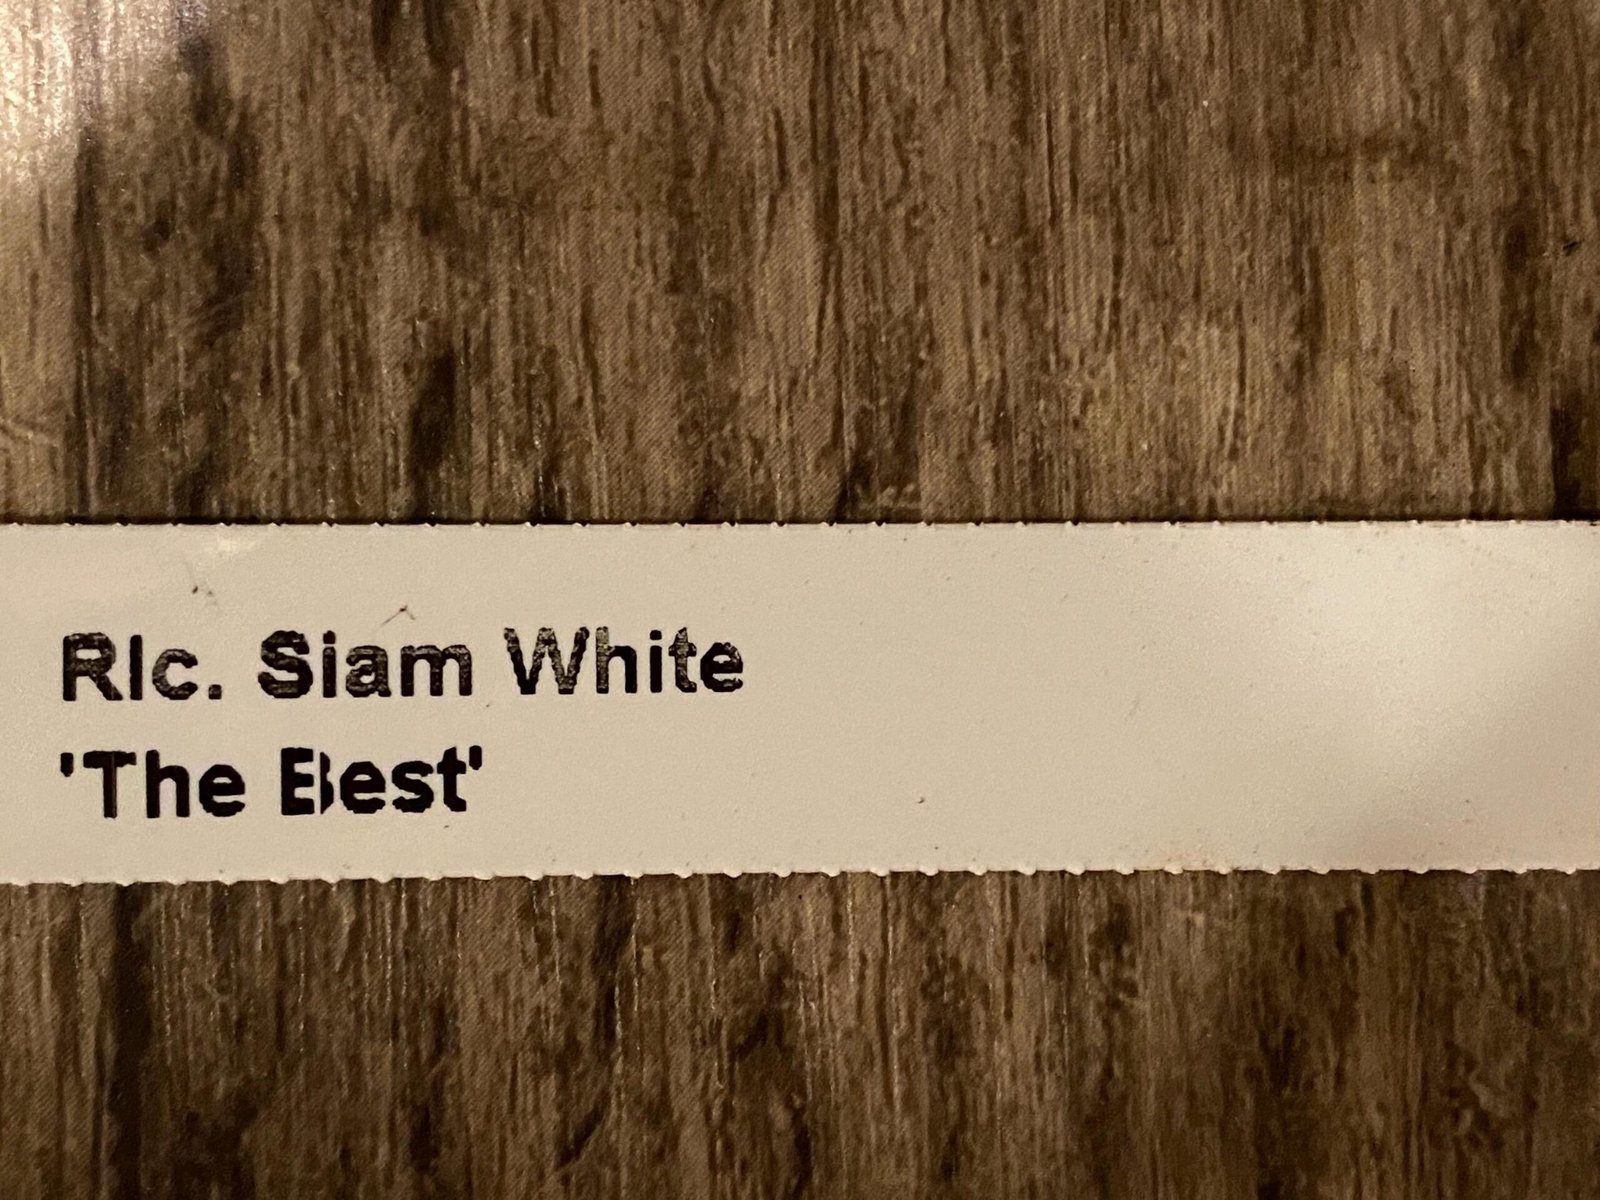 Rlc. Siam White
'The Best'